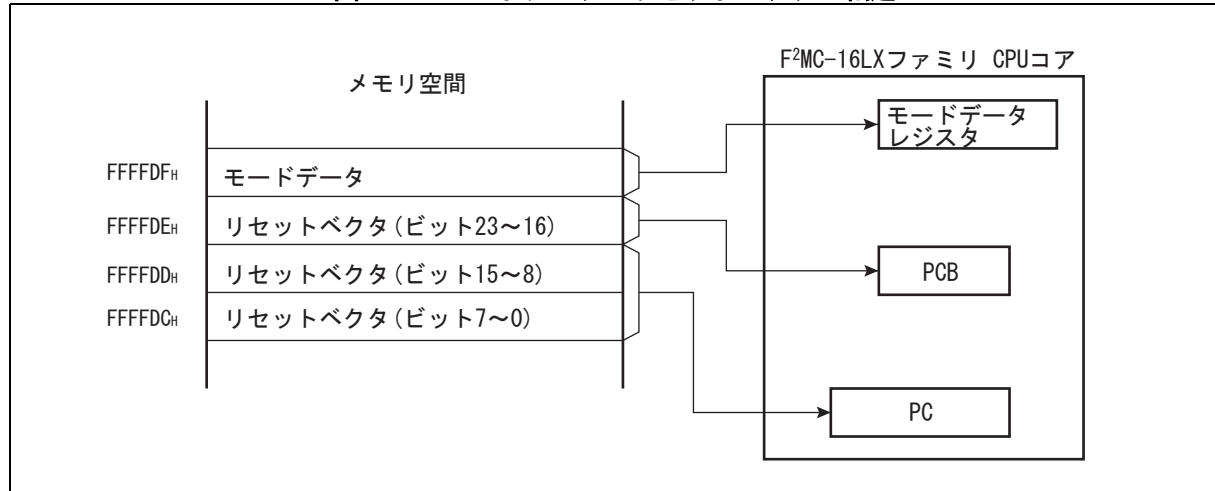 メモリ空間
F²MC-16LXファミリ CPUコア
モードデータ
レジスタ
FFFFDFH モードデータ
FFFFDEH リセットベクタ(ビット23～16)
FFFFDDH リセットベクタ(ビット15～8)
PCB
FFFFDCH リセットベクタ(ビット7～0)
PC